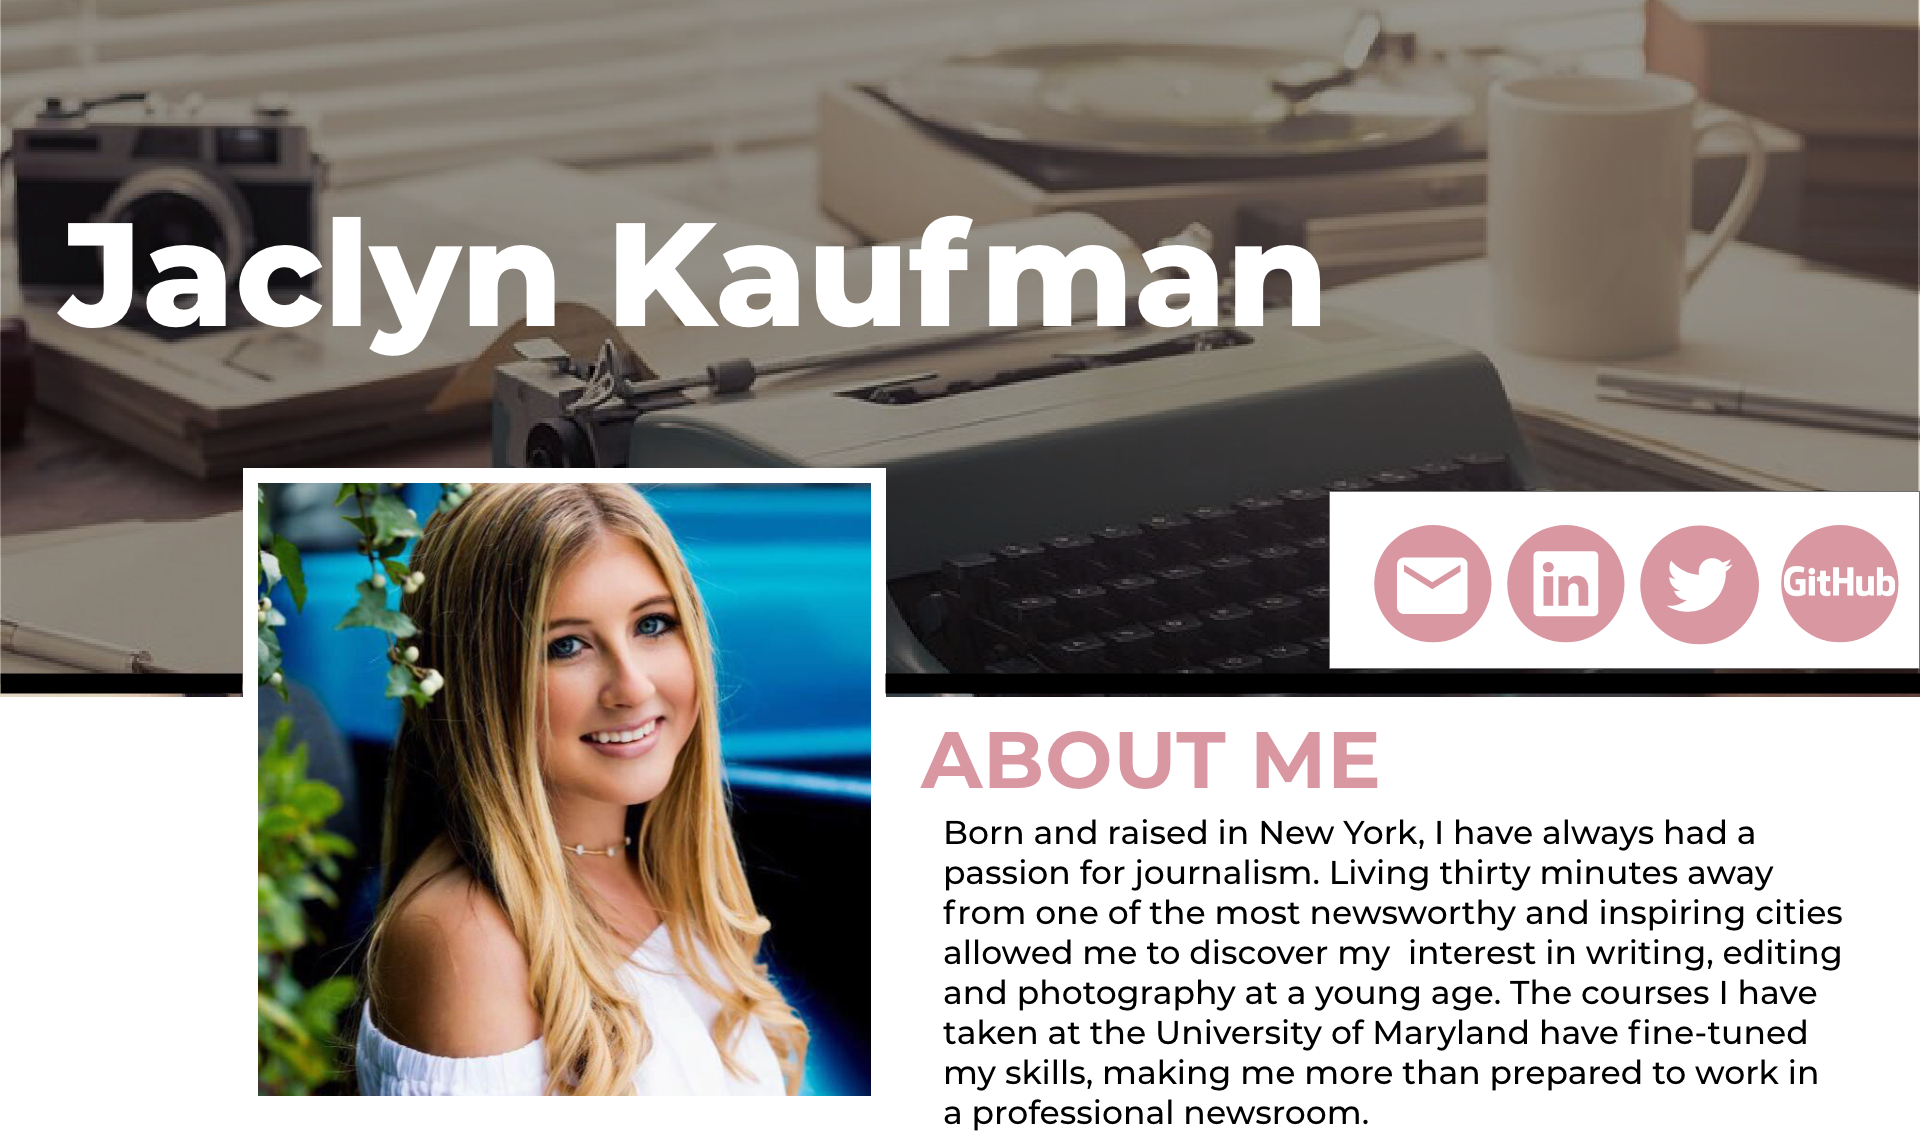 Jaclyn Kaufman
in
GitHub
ABOUT ME
Born and raised in New York, I have always had a
passion for journalism. Living thirty minutes away
from one of the most newsworthy and inspiring cities
allowed me to discover my  interest in writing, editing
and photography at a young age. The courses I have
taken at the University of Maryland have fine-tuned
my skills, making me more than prepared to work in
a professional newsroom.